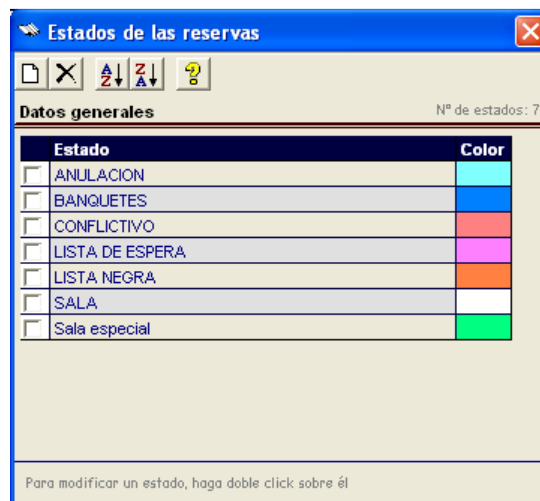 Estados de las reservas
Datos generales Nº de estados: 7
Estado Color
ANULACION
BANQUETES
CONFLICTIVO
LISTA DE ESPERA
LISTA NEGRA
SALA
Sala especial
Para modificar un estado, haga doble click sobre él